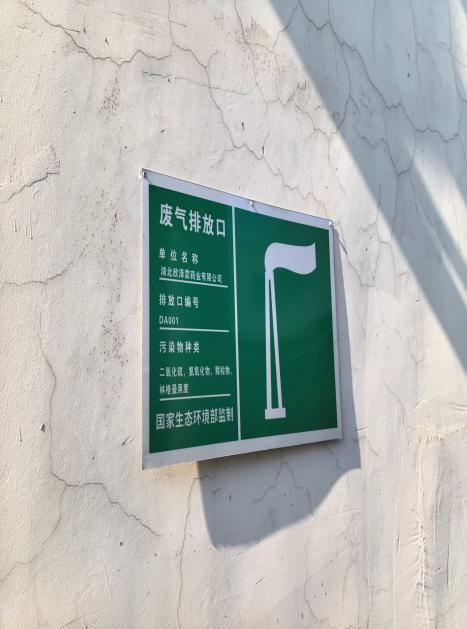 废气排放口
单位名称
湖北欣泽霏药业有限公司
排放口编号
DA001
污染物种类
二氧化硫，氮氧化物，颗粒物，
林格曼黑度
国家生态环境部监制